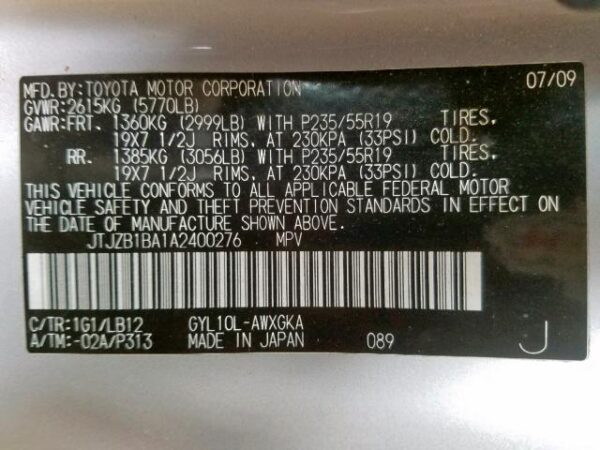 MFD.BY:TOYOTA MOTOR CORPORATION 07/09
GVWR:2615KG (5770LB)
GAWR:FRT. 1360KG (2999LB) WITH P235/55R19 TIRES,
19X7 1/2J RIMS, AT 230KPA (33PSI) COLD.
RR. 1385KG (3056LB) WITH P235/55R19 TIRES,
19X7 1/2J RIMS, AT 230KPA (33PSI) COLD.
THIS VEHICLE CONFORMS TO ALL APPLICABLE FEDERAL MOTOR
VEHICLE SAFETY AND THEFT PREVENTION STANDARDS IN EFFECT ON
THE DATE OF MANUFACTURE SHOWN ABOVE.
JTJZB1BA1A2400276 MPV
C/TR:1G1/LB12 GYL10L-AWXGKA
A/TM:-02A/P313 MADE IN JAPAN 089 J